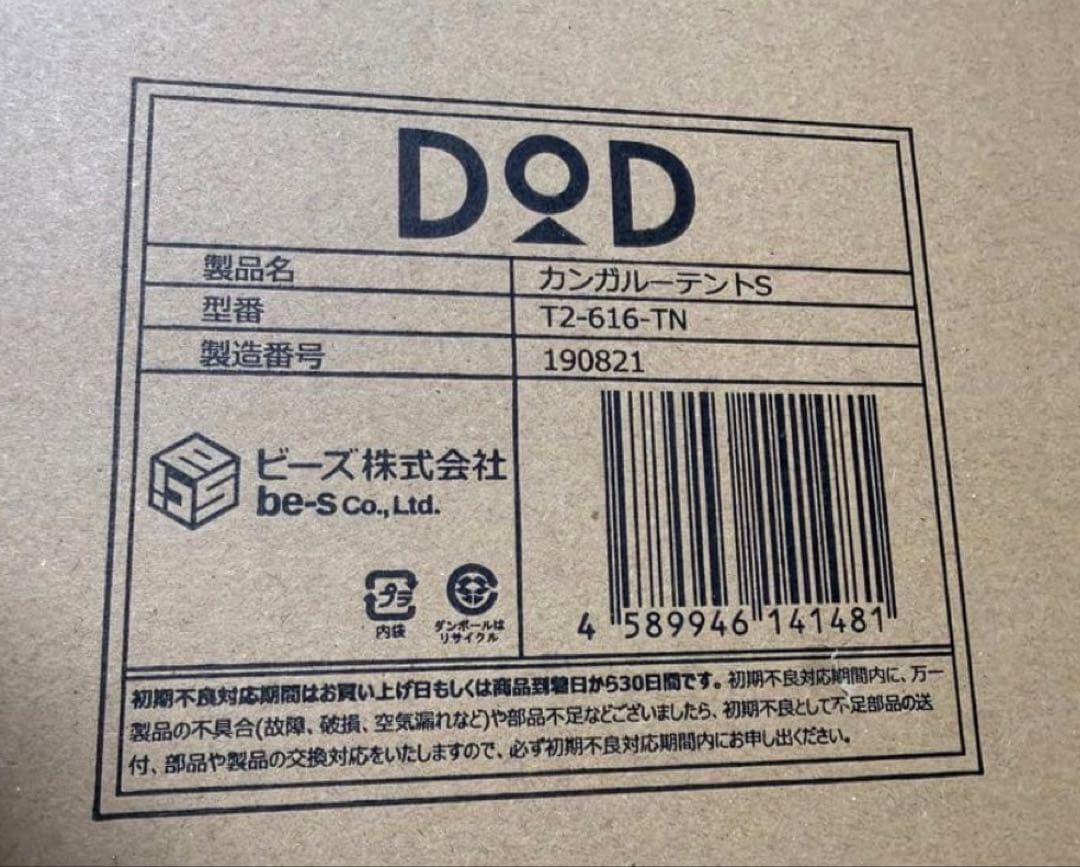 DOD
製品名 カンガルーテントS
型番 T2-616-TN
製造番号 190821
ビーズ株式会社
be-s Co.,Ltd.
プラ
内袋
ダンボールは
リサイクル
4 589946 141481
初期不良対応期間はお買い上げ日もしくは商品到着日から30日間です。初期不良対応期間内に、万一
製品の不具合(故障、破損、空気漏れなど)や部品不足などございましたら、初期不良として不足部品の送
付、部品や製品の交換対応をいたしますので、必ず初期不良対応期間内にお申し出ください。